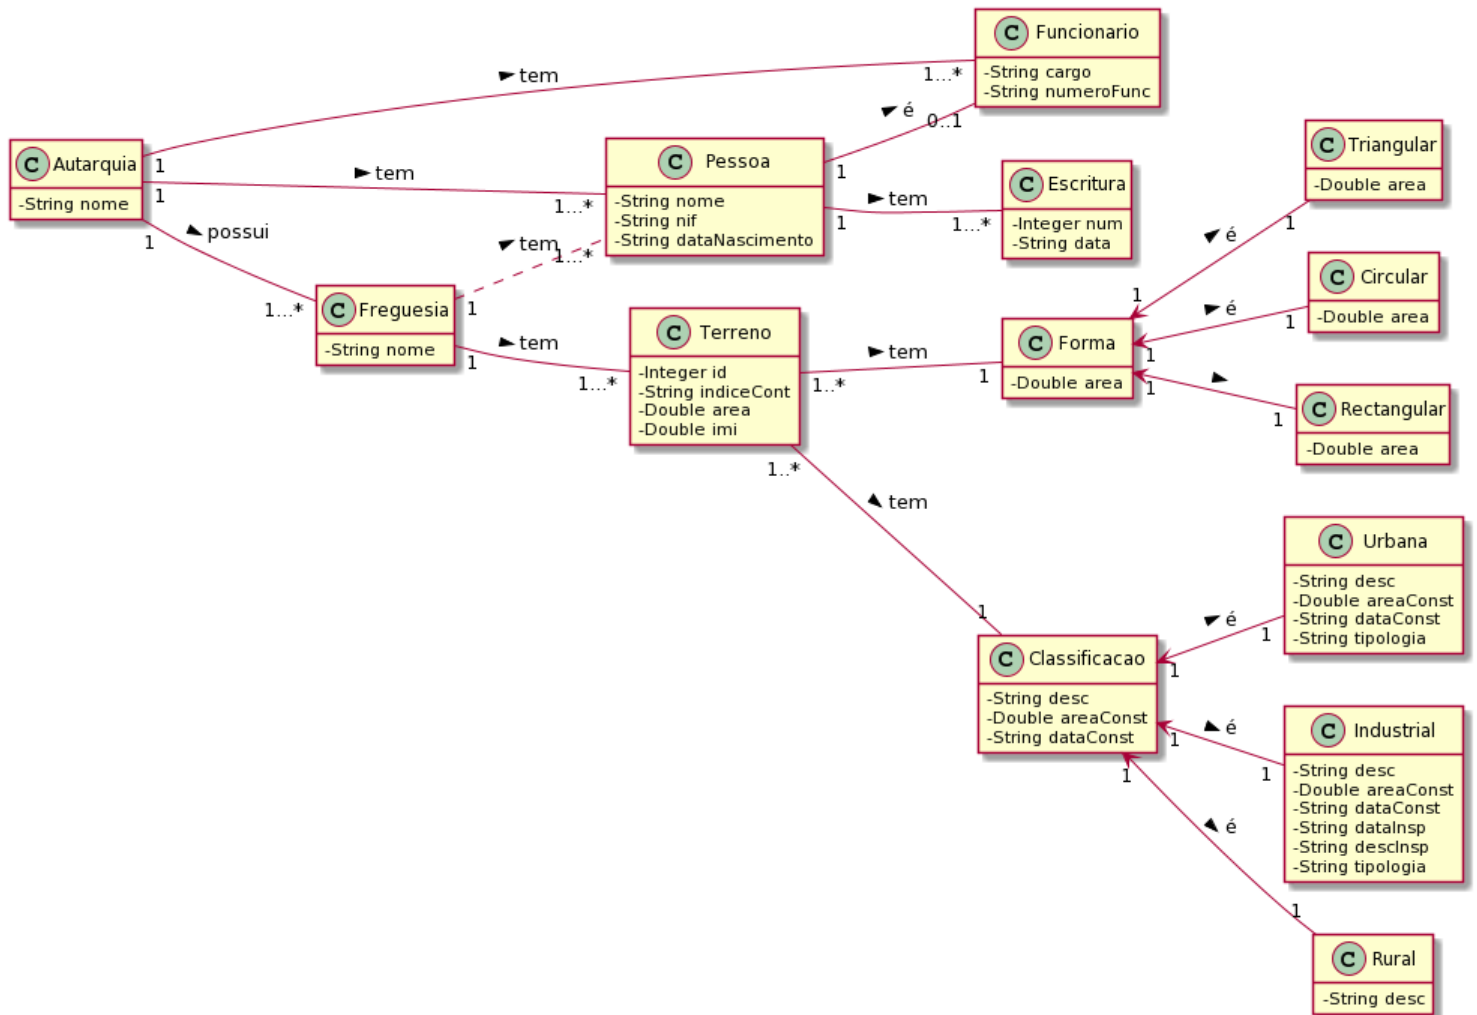 C Funcionario
-String cargo
-String numeroFunc
tem
1...*
é
0..1
C Autarquia
-String nome
1
1
1
tem
1...*
possui
1...*
C Pessoa
-String nome
-String nif
-String dataNascimento
1
1
tem
1...*
C Escritura
-Integer num
-String data
tem
1...*
C Freguesia
-String nome
1
1
tem
1...*
C Terreno
-Integer id
-String indiceCont
-Double area
-Double imi
tem
1..*
1
C Forma
-Double area
1
1
1
é
1
C Triangular
-Double area
é
1
C Circular
-Double area
1
C Rectangular
-Double area
1..*
tem
1
C Classificacao
-String desc
-Double areaConst
-String dataConst
1
1
1
é
1
C Urbana
-String desc
-Double areaConst
-String dataConst
-String tipologia
é
1
C Industrial
-String desc
-Double areaConst
-String dataConst
-String dataInsp
-String descInsp
-String tipologia
é
1
C Rural
-String desc